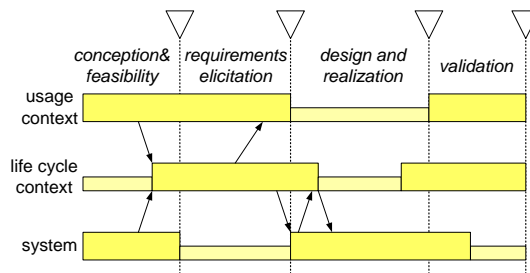 conception&
feasibility
requirements
elicitation
design and
realization
validation
usage
context
life cycle
context
system